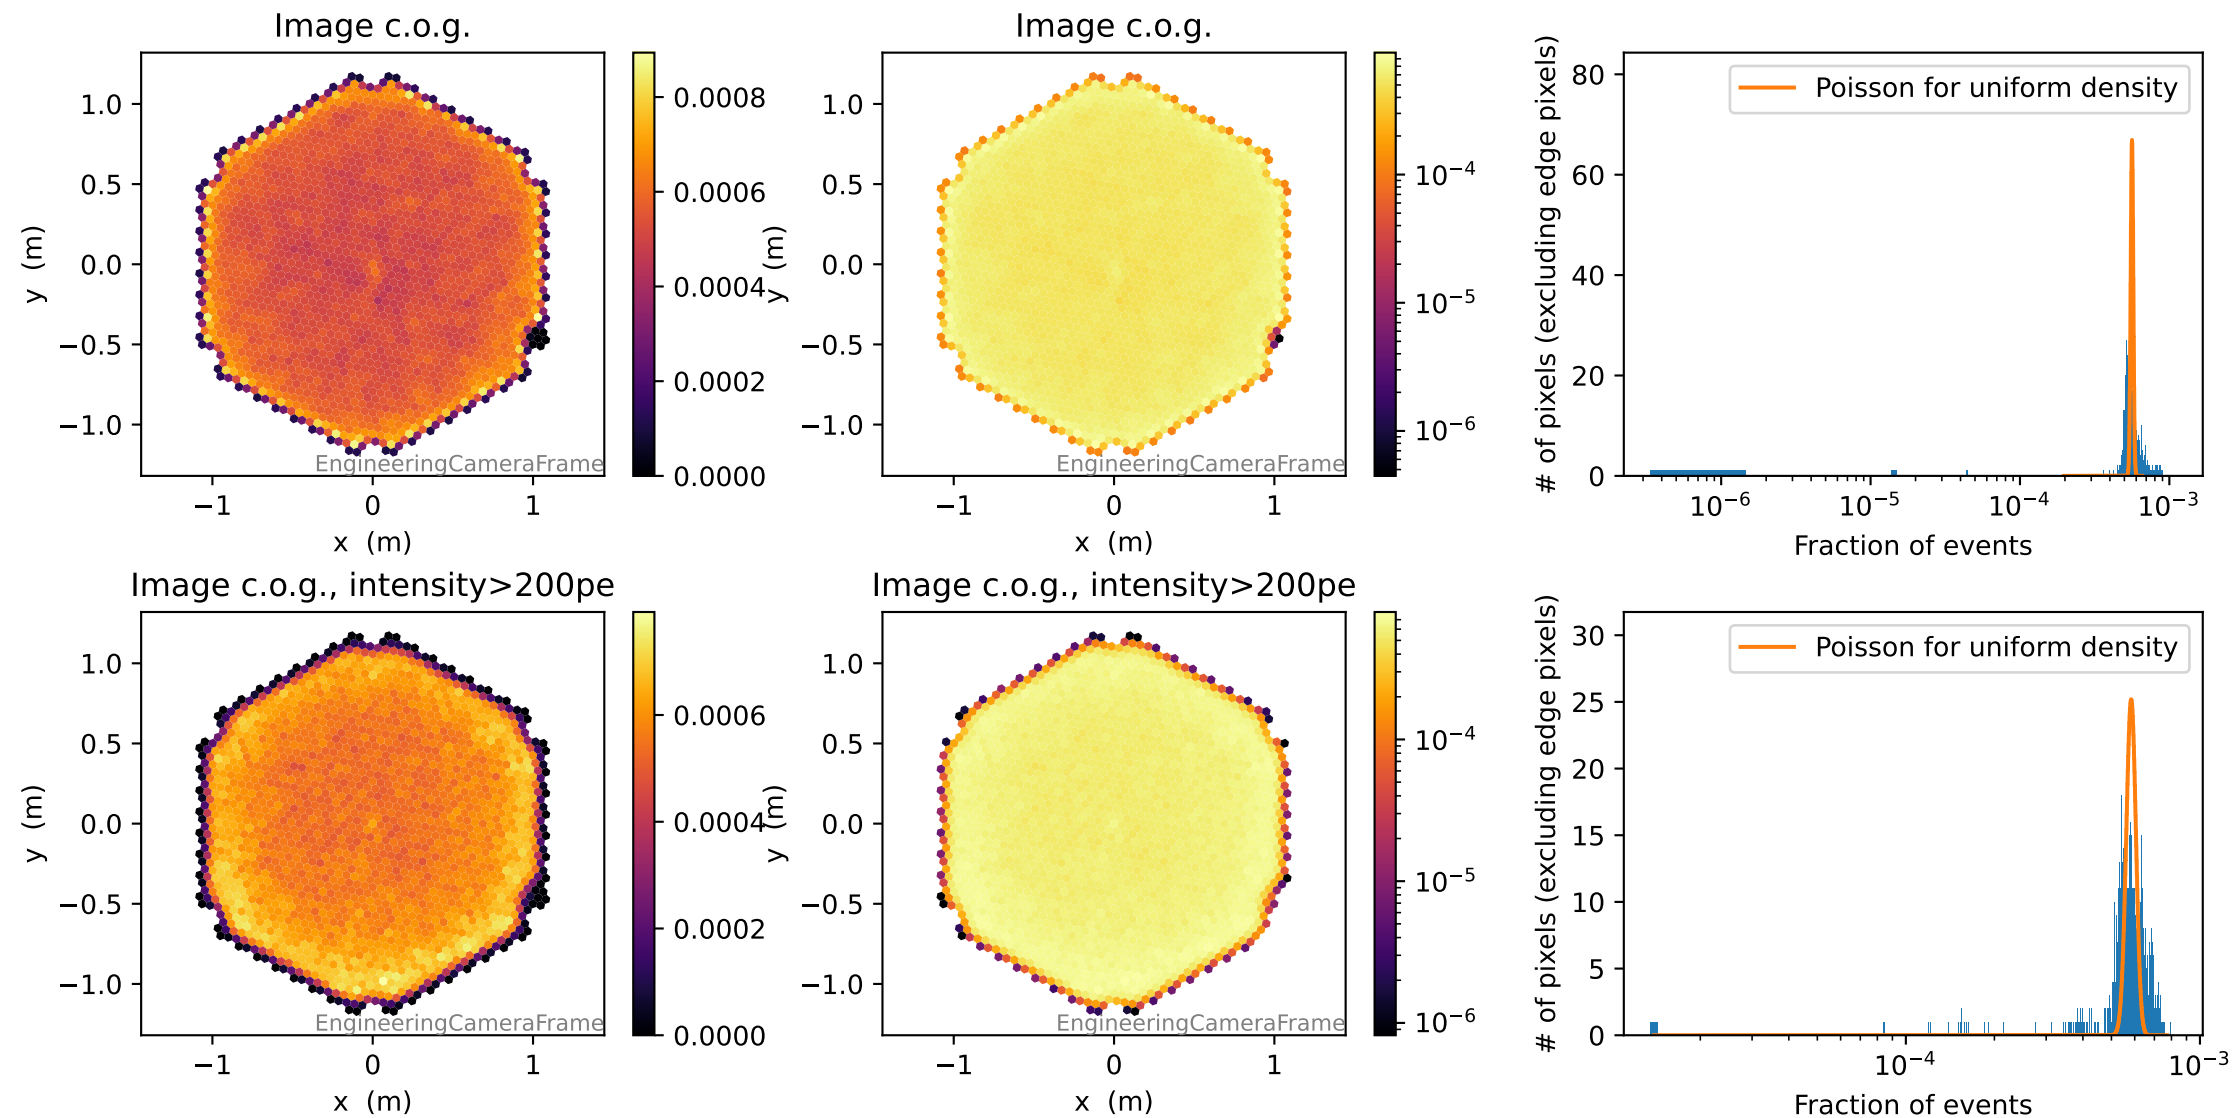 Image c.o.g.
y (m)
1.0
0.5
0.0
−0.5
−1.0
−1
0
1
x (m)
EngineeringCameraFrame
0.0008
0.0006
0.0004
0.0002
0.0000
Image c.o.g.
y (m)
1.0
0.5
0.0
−0.5
−1.0
−1
0
1
x (m)
EngineeringCameraFrame
10−4
10−5
10−6
# of pixels (excluding edge pixels)
80
60
40
20
0
Poisson for uniform density
10−6
10−5
10−4
10−3
Fraction of events
Image c.o.g., intensity>200pe
y (m)
1.0
0.5
0.0
−0.5
−1.0
−1
0
1
x (m)
EngineeringCameraFrame
0.0006
0.0004
0.0002
0.0000
Image c.o.g., intensity>200pe
y (m)
1.0
0.5
0.0
−0.5
−1.0
−1
0
1
x (m)
EngineeringCameraFrame
10−4
10−5
10−6
# of pixels (excluding edge pixels)
30
25
20
15
10
5
0
Poisson for uniform density
10−4
10−3
Fraction of events